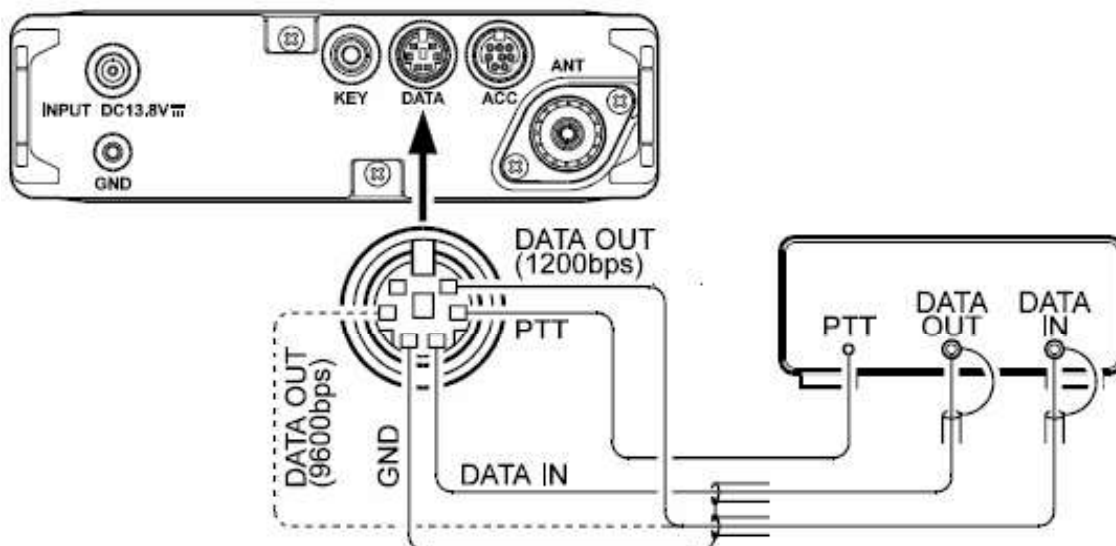 KEY
DATA
ACC
ANT
INPUT DC13.8V
GND
DATA OUT
(1200bps)
PTT
DATA OUT
(9600bps)
GND
DATA IN
PTT
DATA
OUT
DATA
IN